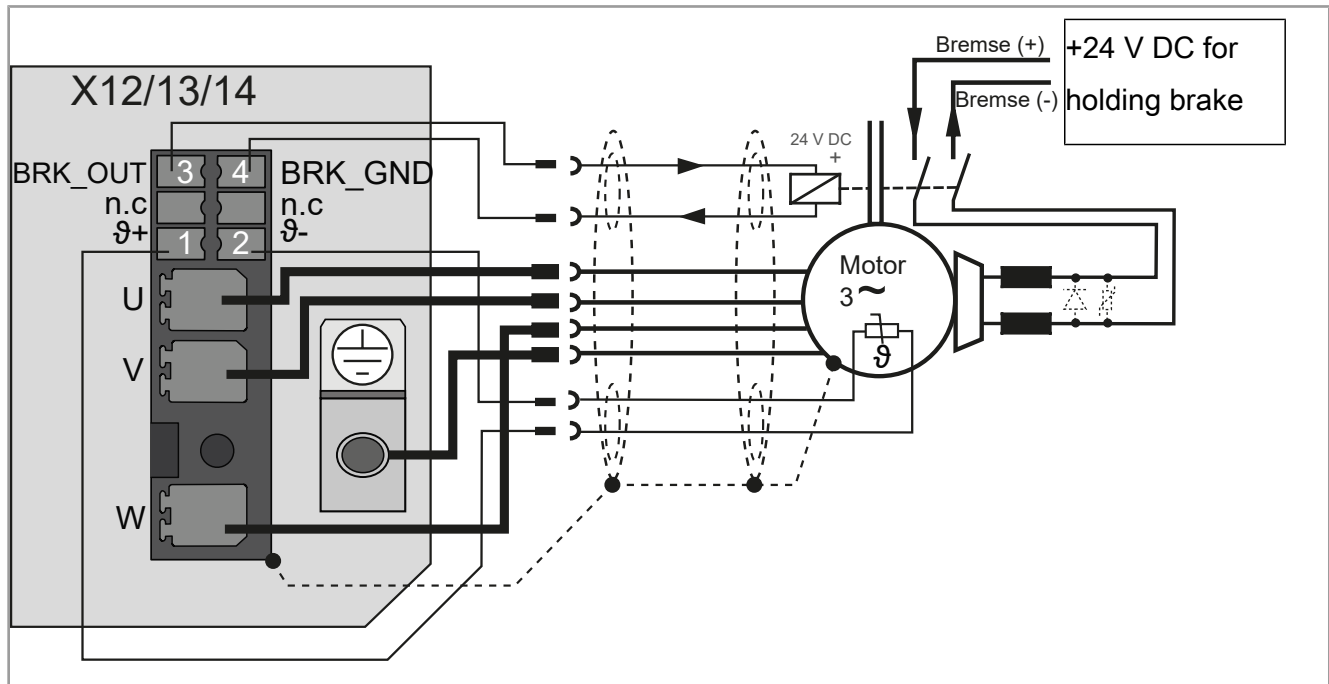 X12/13/14
BRK_OUT 3 4 BRK_GND
n.c n.c
ϑ+ 1 2 ϑ-
U
V
W
24 V DC
+
Bremse (+)
Bremse (-)
+24 V DC for
holding brake
Motor
3 ~
ϑ